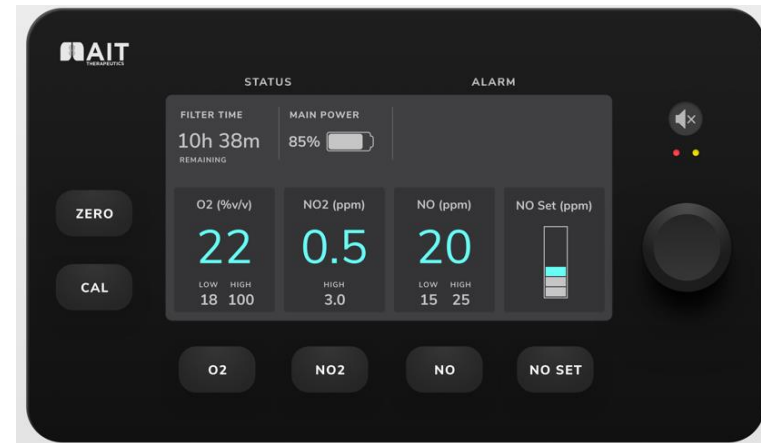 AIT
THERAPEUTICS
STATUS ALARM
FILTER TIME MAIN POWER
10h 38m 85%
REMAINING
ZERO
O2 (%v/v) NO2 (ppm) NO (ppm) NO Set (ppm)
22 0.5 20
LOW HIGH HIGH LOW HIGH
18 100 3.0 15 25
CAL
O2 NO2 NO NO SET